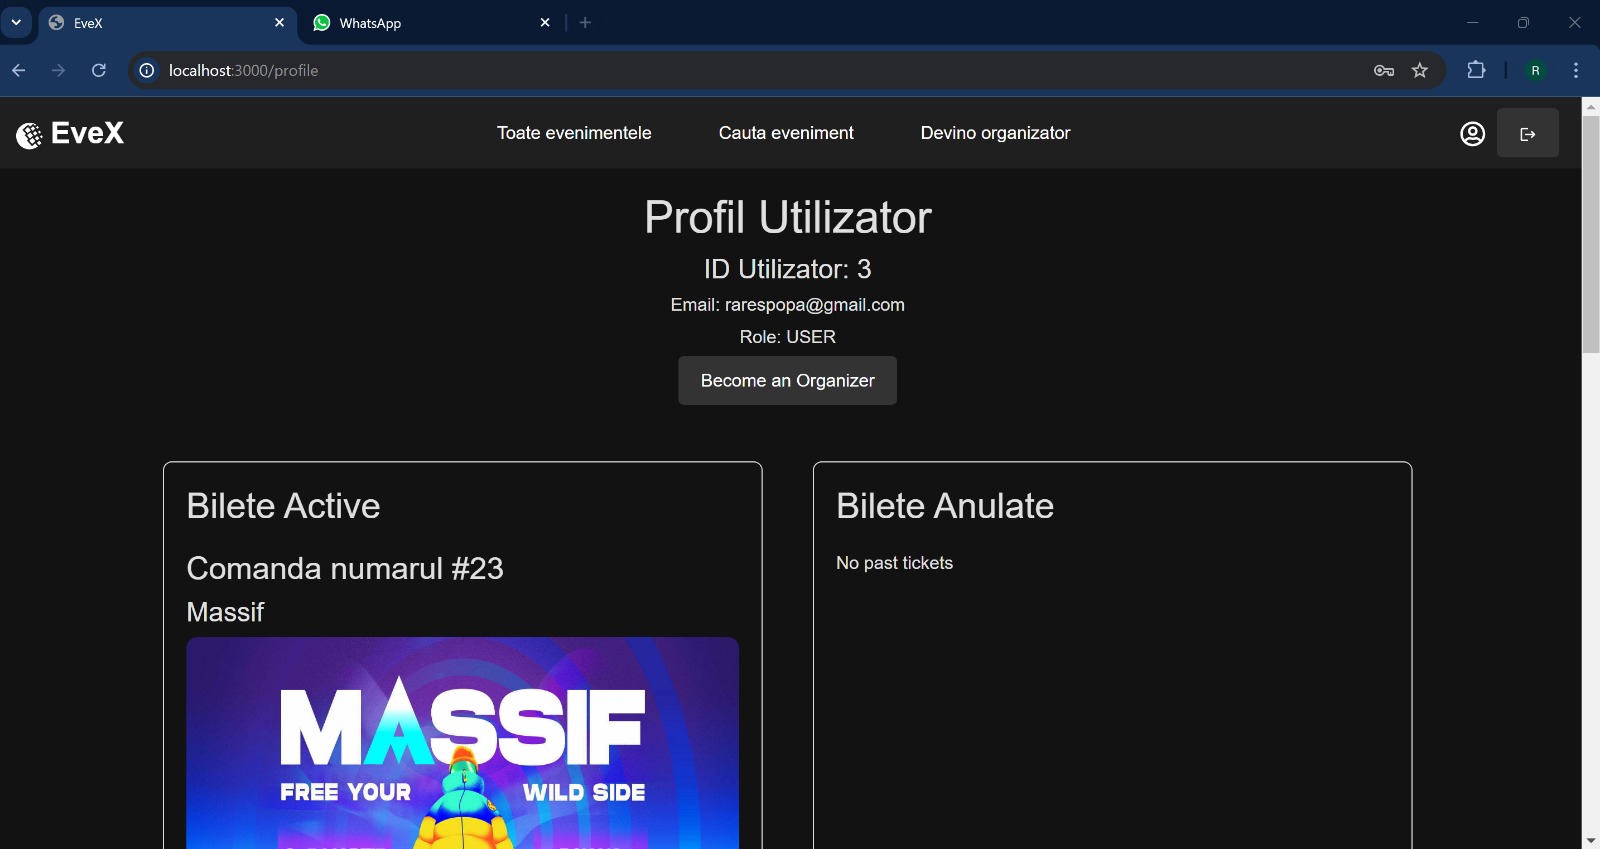 EveX
WhatsApp
localhost:3000/profile
R
EveX
Toate evenimentele
Cauta eveniment
Devino organizator
Profil Utilizator
ID Utilizator: 3
Email: rarespopa@gmail.com
Role: USER
Become an Organizer
Bilete Active
Comanda numarul #23
Massif
MASSIF
FREE YOUR WILD SIDE
Bilete Anulate
No past tickets